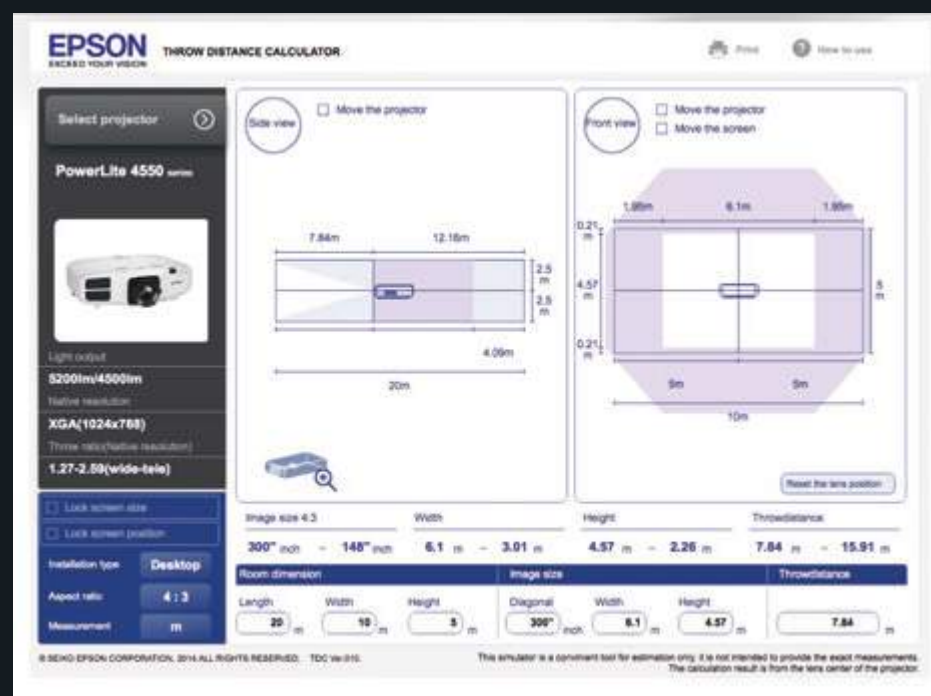 EPSON
EXCEED YOUR VISION
THROW DISTANCE CALCULATOR
Print
How to use
Select projector
PowerLite 4550 series
Light output
5200lm/4500lm
Native resolution
XGA(1024x768)
Throw ratio(Native resolution)
1.27-2.59(wide-tele)
Lock screen size
Lock screen position
Installation type Desktop
Aspect ratio 4 : 3
Measurement m
Side view
Move the projector
7.84m 12.16m
2.5 m
2.5 m
4.09m
20m
Front view
Move the projector
Move the screen
1.95m 6.1m 1.95m
0.21 m
4.57 m
0.21 m
5 m
5m 5m
10m
Reset the lens position
Image size 4:3 Width Height Throwdistance
300" inch - 148" inch 6.1 m - 3.01 m 4.57 m - 2.26 m 7.84 m - 15.91 m
Room dimension Image size Throwdistance
Length Width Height Diagonal Width Height
20 m 10 m 5 m 300" inch 6.1 m 4.57 m 7.84 m
© SEIKO EPSON CORPORATION. 2014 ALL RIGHTS RESERVED. TDC Ver.010.
This simulator is a convinient tool for estimation only. It is not intended to provide the exact measurements.
The calculation result is from the lens center of the projector.